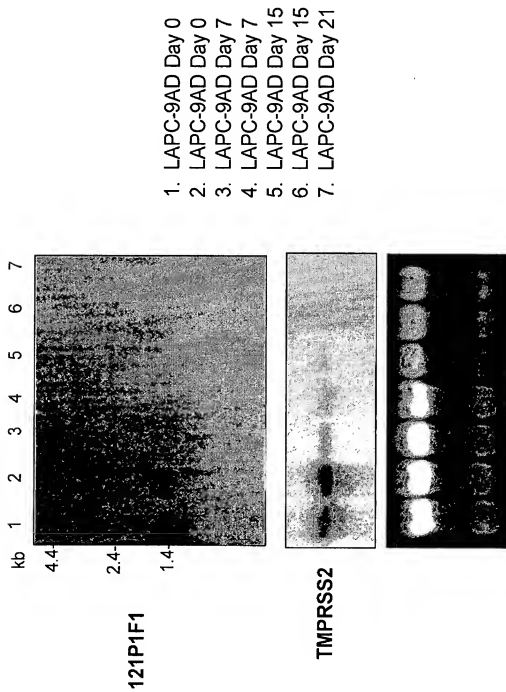 kb
1 2 3 4 5 6 7
4.4-
2.4-
1.4-
121P1F1
TMPRSS2
1. LAPC-9AD Day 0
2. LAPC-9AD Day 0
3. LAPC-9AD Day 7
4. LAPC-9AD Day 7
5. LAPC-9AD Day 15
6. LAPC-9AD Day 15
7. LAPC-9AD Day 21